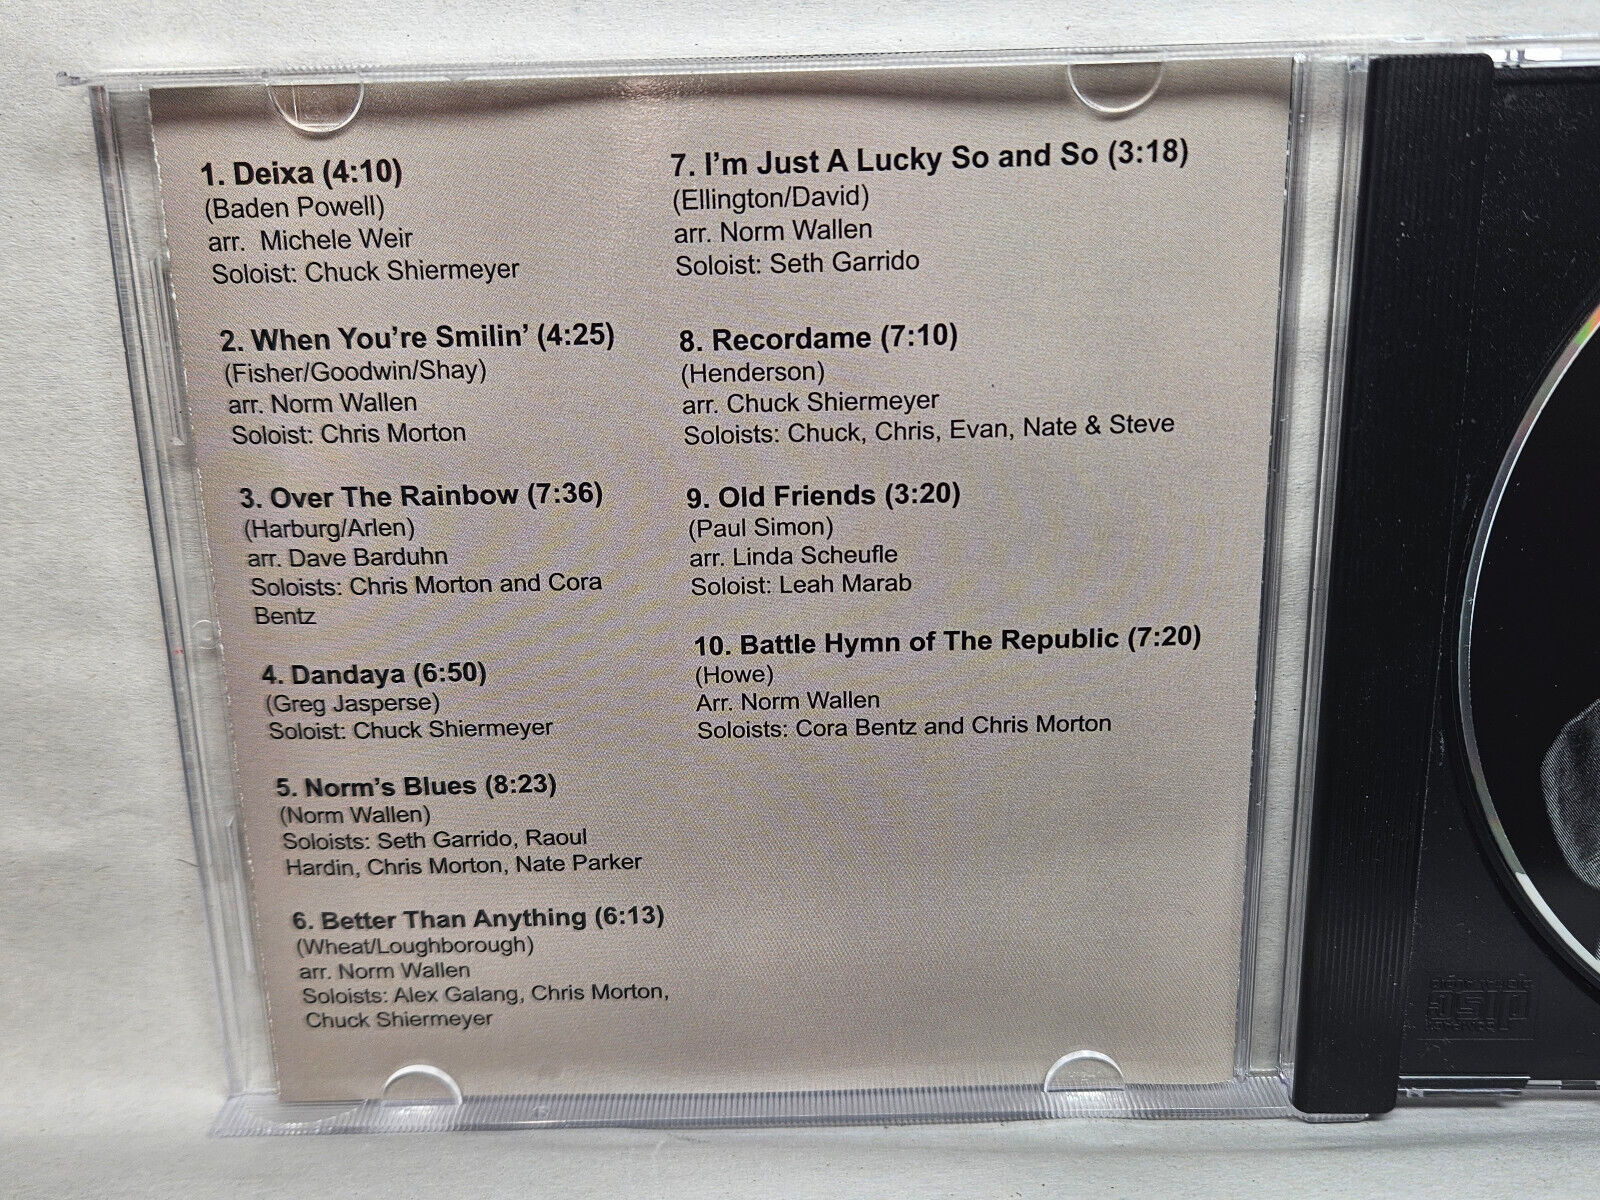 1. Deixa (4:10)
(Baden Powell)
arr. Michele Weir
Soloist: Chuck Shiermeyer
2. When You're Smilin' (4:25)
(Fisher/Goodwin/Shay)
arr. Norm Wallen
Soloist: Chris Morton
3. Over The Rainbow (7:36)
(Harburg/Arlen)
arr. Dave Barduhn
Soloists: Chris Morton and Cora
Bentz
4. Dandaya (6:50)
(Greg Jasperse)
Soloist: Chuck Shiermeyer
5. Norm's Blues (8:23)
(Norm Wallen)
Soloists: Seth Garrido, Raoul
Hardin, Chris Morton, Nate Parker
6. Better Than Anything (6:13)
(Wheat/Loughborough)
arr. Norm Wallen
Soloists: Alex Galang, Chris Morton,
Chuck Shiermeyer
7. I'm Just A Lucky So and So (3:18)
(Ellington/David)
arr. Norm Wallen
Soloist: Seth Garrido
8. Recordame (7:10)
(Henderson)
arr. Chuck Shiermeyer
Soloists: Chuck, Chris, Evan, Nate & Steve
9. Old Friends (3:20)
(Paul Simon)
arr. Linda Scheufle
Soloist: Leah Marab
10. Battle Hymn of The Republic (7:20)
(Howe)
Arr. Norm Wallen
Soloists: Cora Bentz and Chris Morton